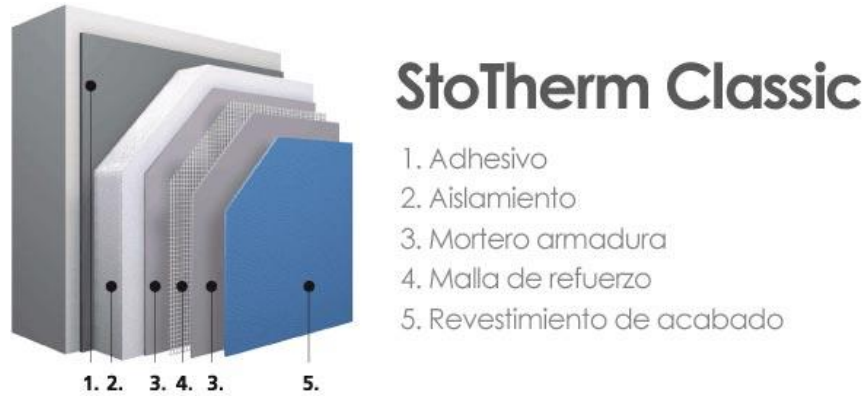 StoTherm Classic
1. Adhesivo
2. Aislamiento
3. Mortero armadura
4. Malla de refuerzo
5. Revestimiento de acabado
1. 2. 3. 4. 3. 5.